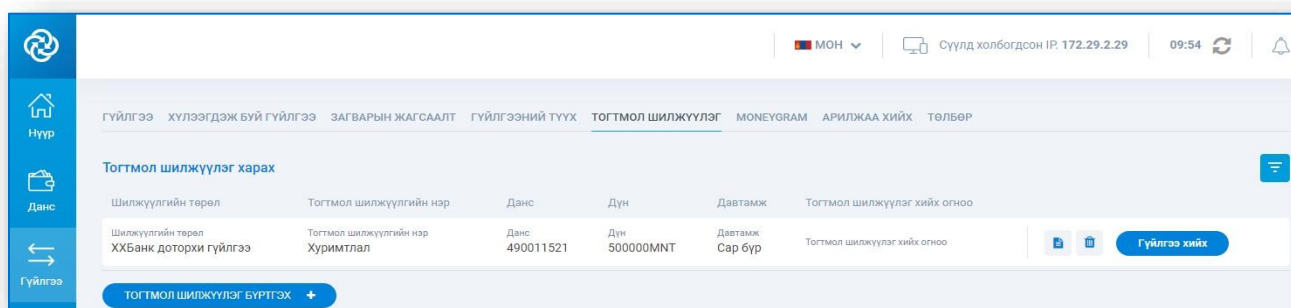 МОН
Сүүлд холбогдсон IP. 172.29.2.29
09:54
Нүүр
Данс
Гүйлгээ
ГҮЙЛГЭЭ ХҮЛЭЭГДЭЖ БУЙ ГҮЙЛГЭЭ ЗАГВАРЫН ЖАГСААЛТ ГҮЙЛГЭЭНИЙ ТҮҮХ ТОГТМОЛ ШИЛЖҮҮЛЭГ MONEYGRAM АРИЛЖАА ХИЙХ ТӨЛБӨР
Тогтмол шилжүүлэг харах
Шилжүүлгийн төрөл Тогтмол шилжүүлгийн нэр Данс Дүн Давтамж Тогтмол шилжүүлэг хийх огноо
Шилжүүлгийн төрөл Тогтмол шилжүүлгийн нэр Данс Дүн Давтамж Тогтмол шилжүүлэг хийх огноо
ХХБанк доторхи гүйлгээ Хуримтлал 490011521 500000MNT Сар бүр Гүйлгээ хийх
ТОГТМОЛ ШИЛЖҮҮЛЭГ БҮРТГЭХ +